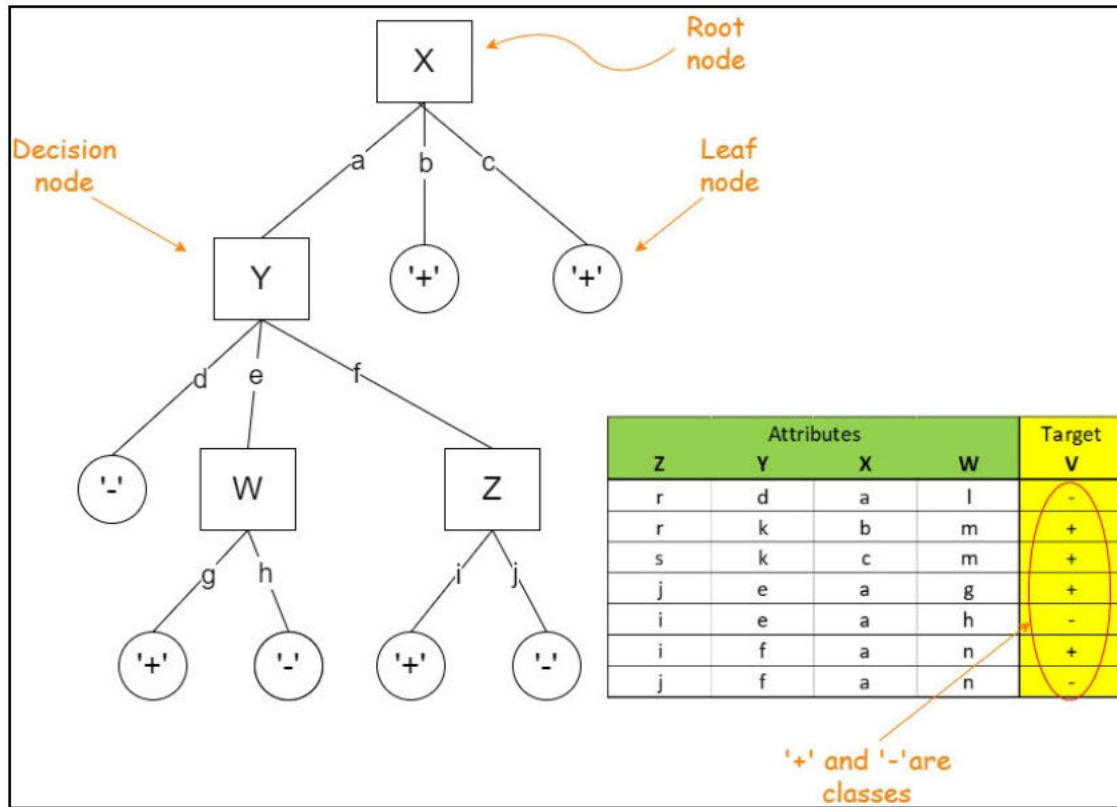 X
Root
node
Decision
node
a
b
c
Leaf
node
Y
'+'
'+'
d
e
f
'-'
W
Z
g
h
i
j
'+'
'-'
'+'
'-'
Attributes Target
Z Y X W V
r d a l -
r k b m +
s k c m +
j e a g +
i e a h -
i f a n +
j f a n -
'+' and '-'are
classes